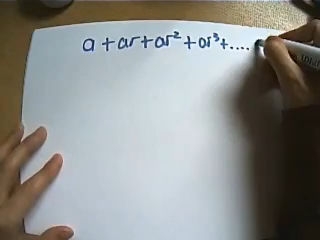 a + ar + ar² + ar³ + ....